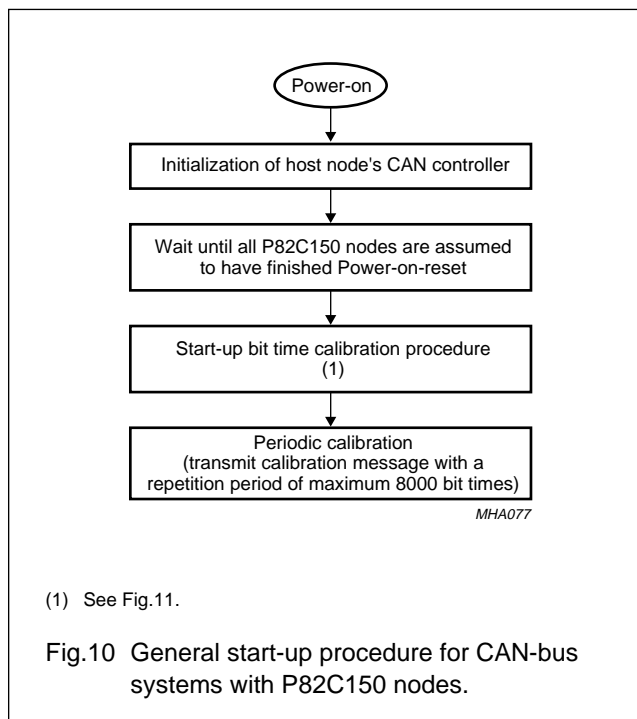 Power-on
Initialization of host node's CAN controller
Wait until all P82C150 nodes are assumed
to have finished Power-on-reset
Start-up bit time calibration procedure
(1)
Periodic calibration
(transmit calibration message with a
repetition period of maximum 8000 bit times)
MHA077
(1) See Fig.11.
Fig.10 General start-up procedure for CAN-bus
systems with P82C150 nodes.